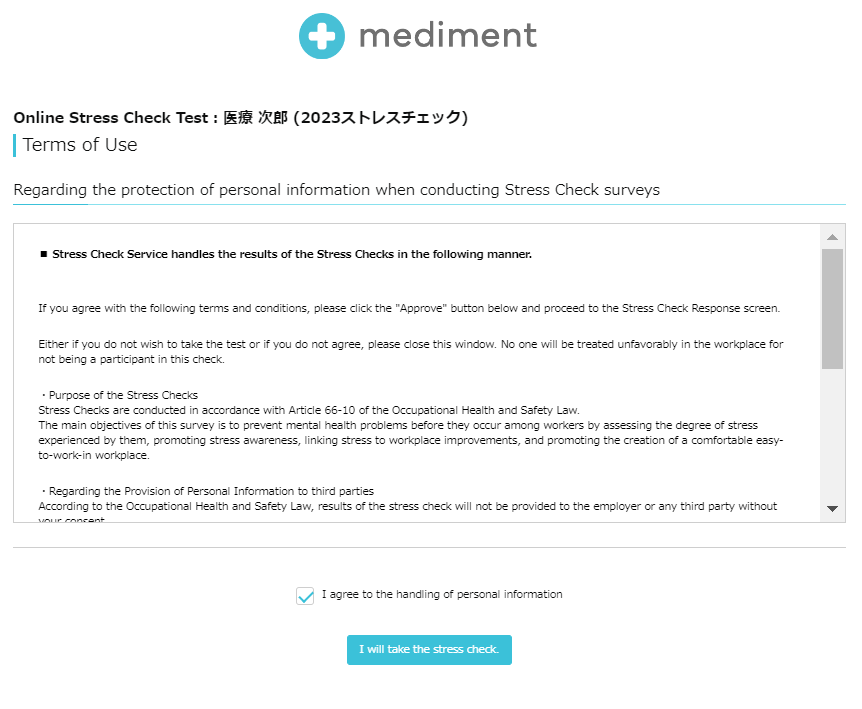 mediment
Online Stress Check Test : 医療 次郎 (2023ストレスチェック)
Terms of Use
Regarding the protection of personal information when conducting Stress Check surveys
■ Stress Check Service handles the results of the Stress Checks in the following manner.
If you agree with the following terms and conditions, please click the "Approve" button below and proceed to the Stress Check Response screen.
Either if you do not wish to take the test or if you do not agree, please close this window. No one will be treated unfavorably in the workplace for
not being a participant in this check.
・Purpose of the Stress Checks
Stress Checks are conducted in accordance with Article 66-10 of the Occupational Health and Safety Law.
The main objectives of this survey is to prevent mental health problems before they occur among workers by assessing the degree of stress
experienced by them, promoting stress awareness, linking stress to workplace improvements, and promoting the creation of a comfortable easy-
to-work-in workplace.
・Regarding the Provision of Personal Information to third parties
According to the Occupational Health and Safety Law, results of the stress check will not be provided to the employer or any third party without
your consent.
I agree to the handling of personal information
I will take the stress check.